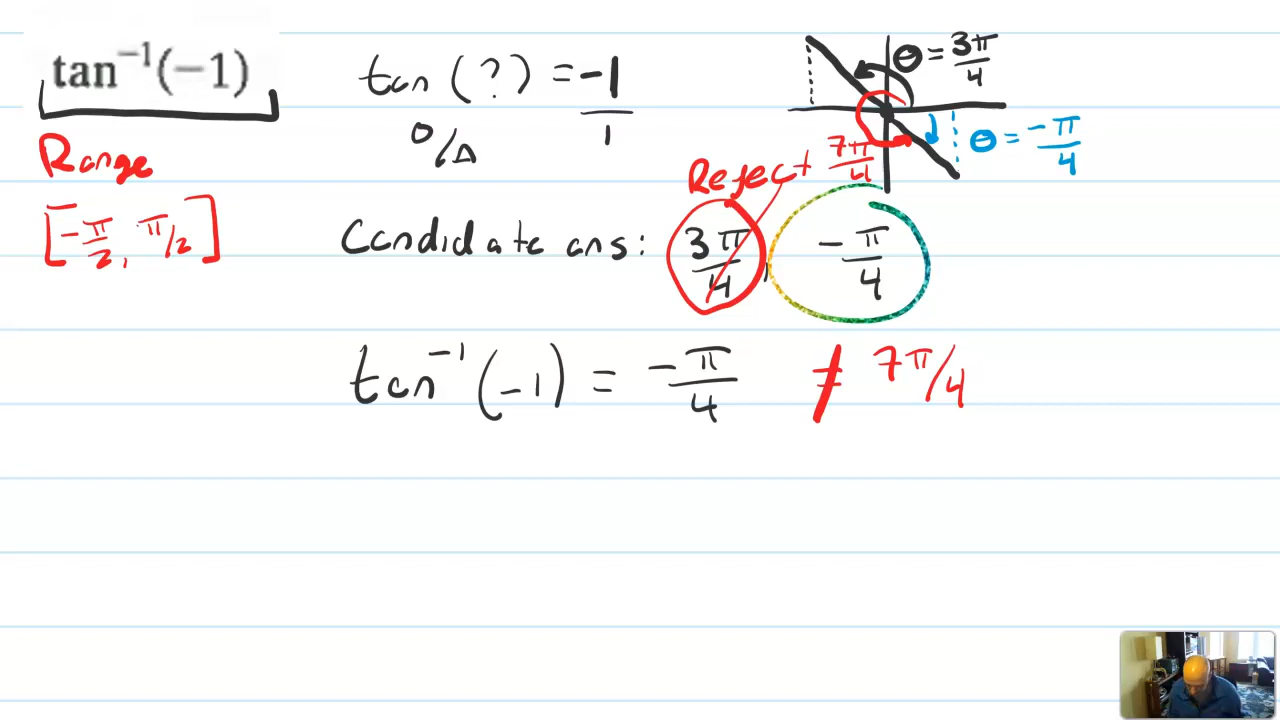 tan⁻¹(−1)
tan (?) = −1/1
O/A
θ = 3π/4
θ = −π/4
7π/4
Range
[−π/2, π/2]
Reject
Candidate ans: 3π/4, −π/4
tan⁻¹(−1) = −π/4 ≠ 7π/4